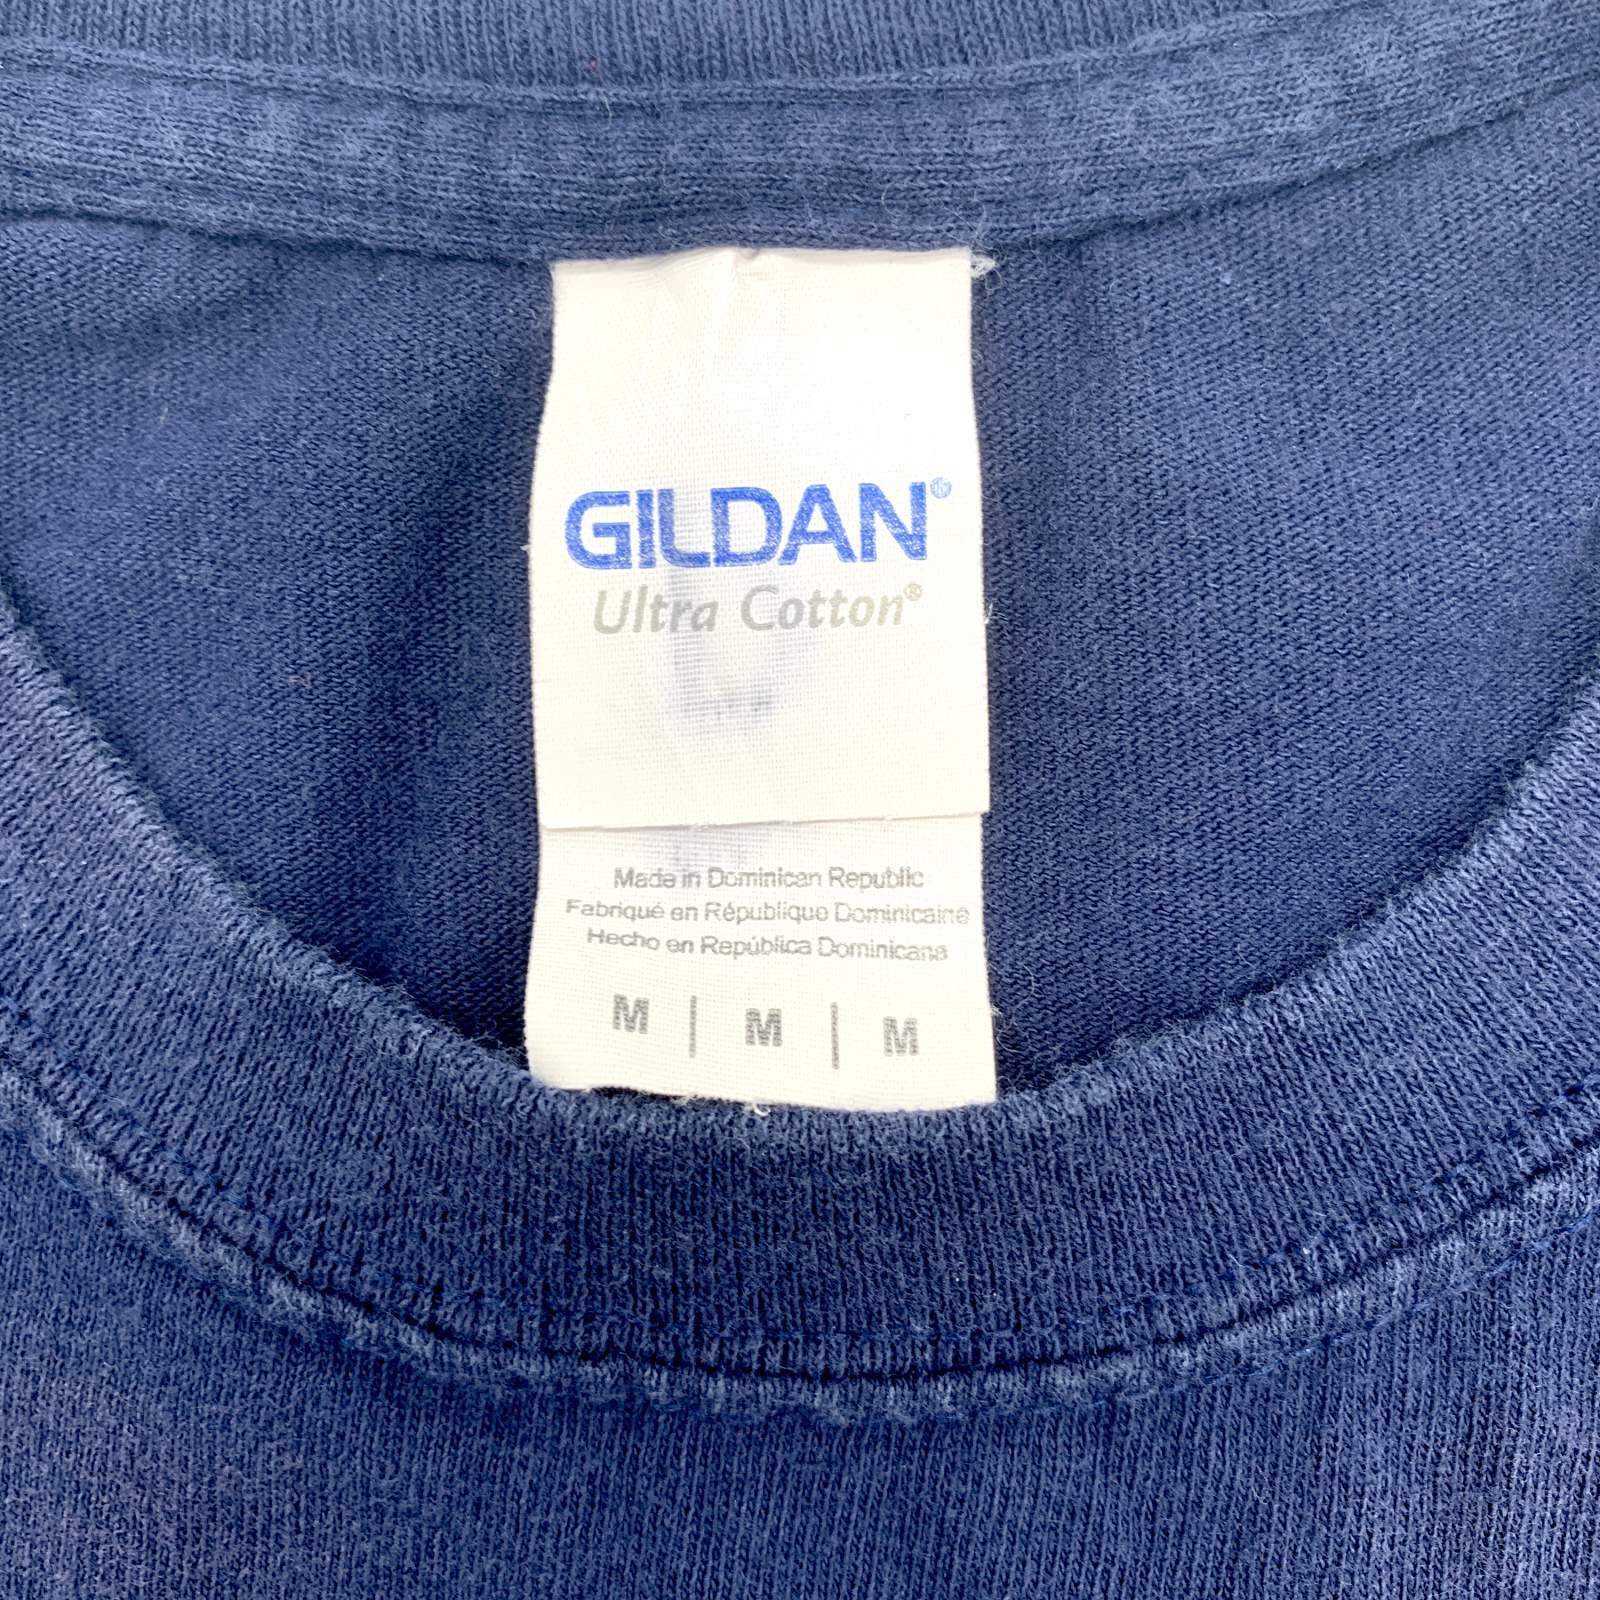 GILDAN®
Ultra Cotton®
Made in Dominican Republic
Fabriqué en République Dominicaine
Hecho en República Dominicana
M | M | M